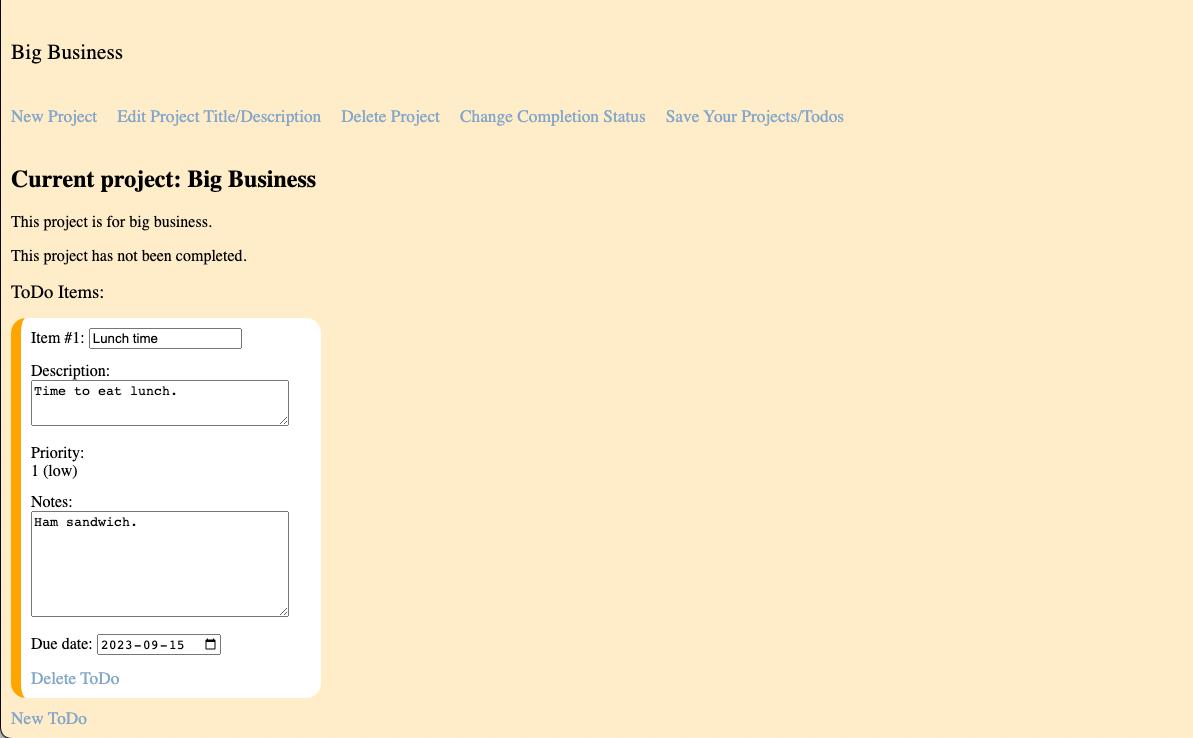 Big Business
New Project Edit Project Title/Description Delete Project Change Completion Status Save Your Projects/Todos
Current project: Big Business
This project is for big business.
This project has not been completed.
ToDo Items:
Item #1: Lunch time
Description:
Time to eat lunch.
Priority:
1 (low)
Notes:
Ham sandwich.
Due date: 2023-09-15
Delete ToDo
New ToDo